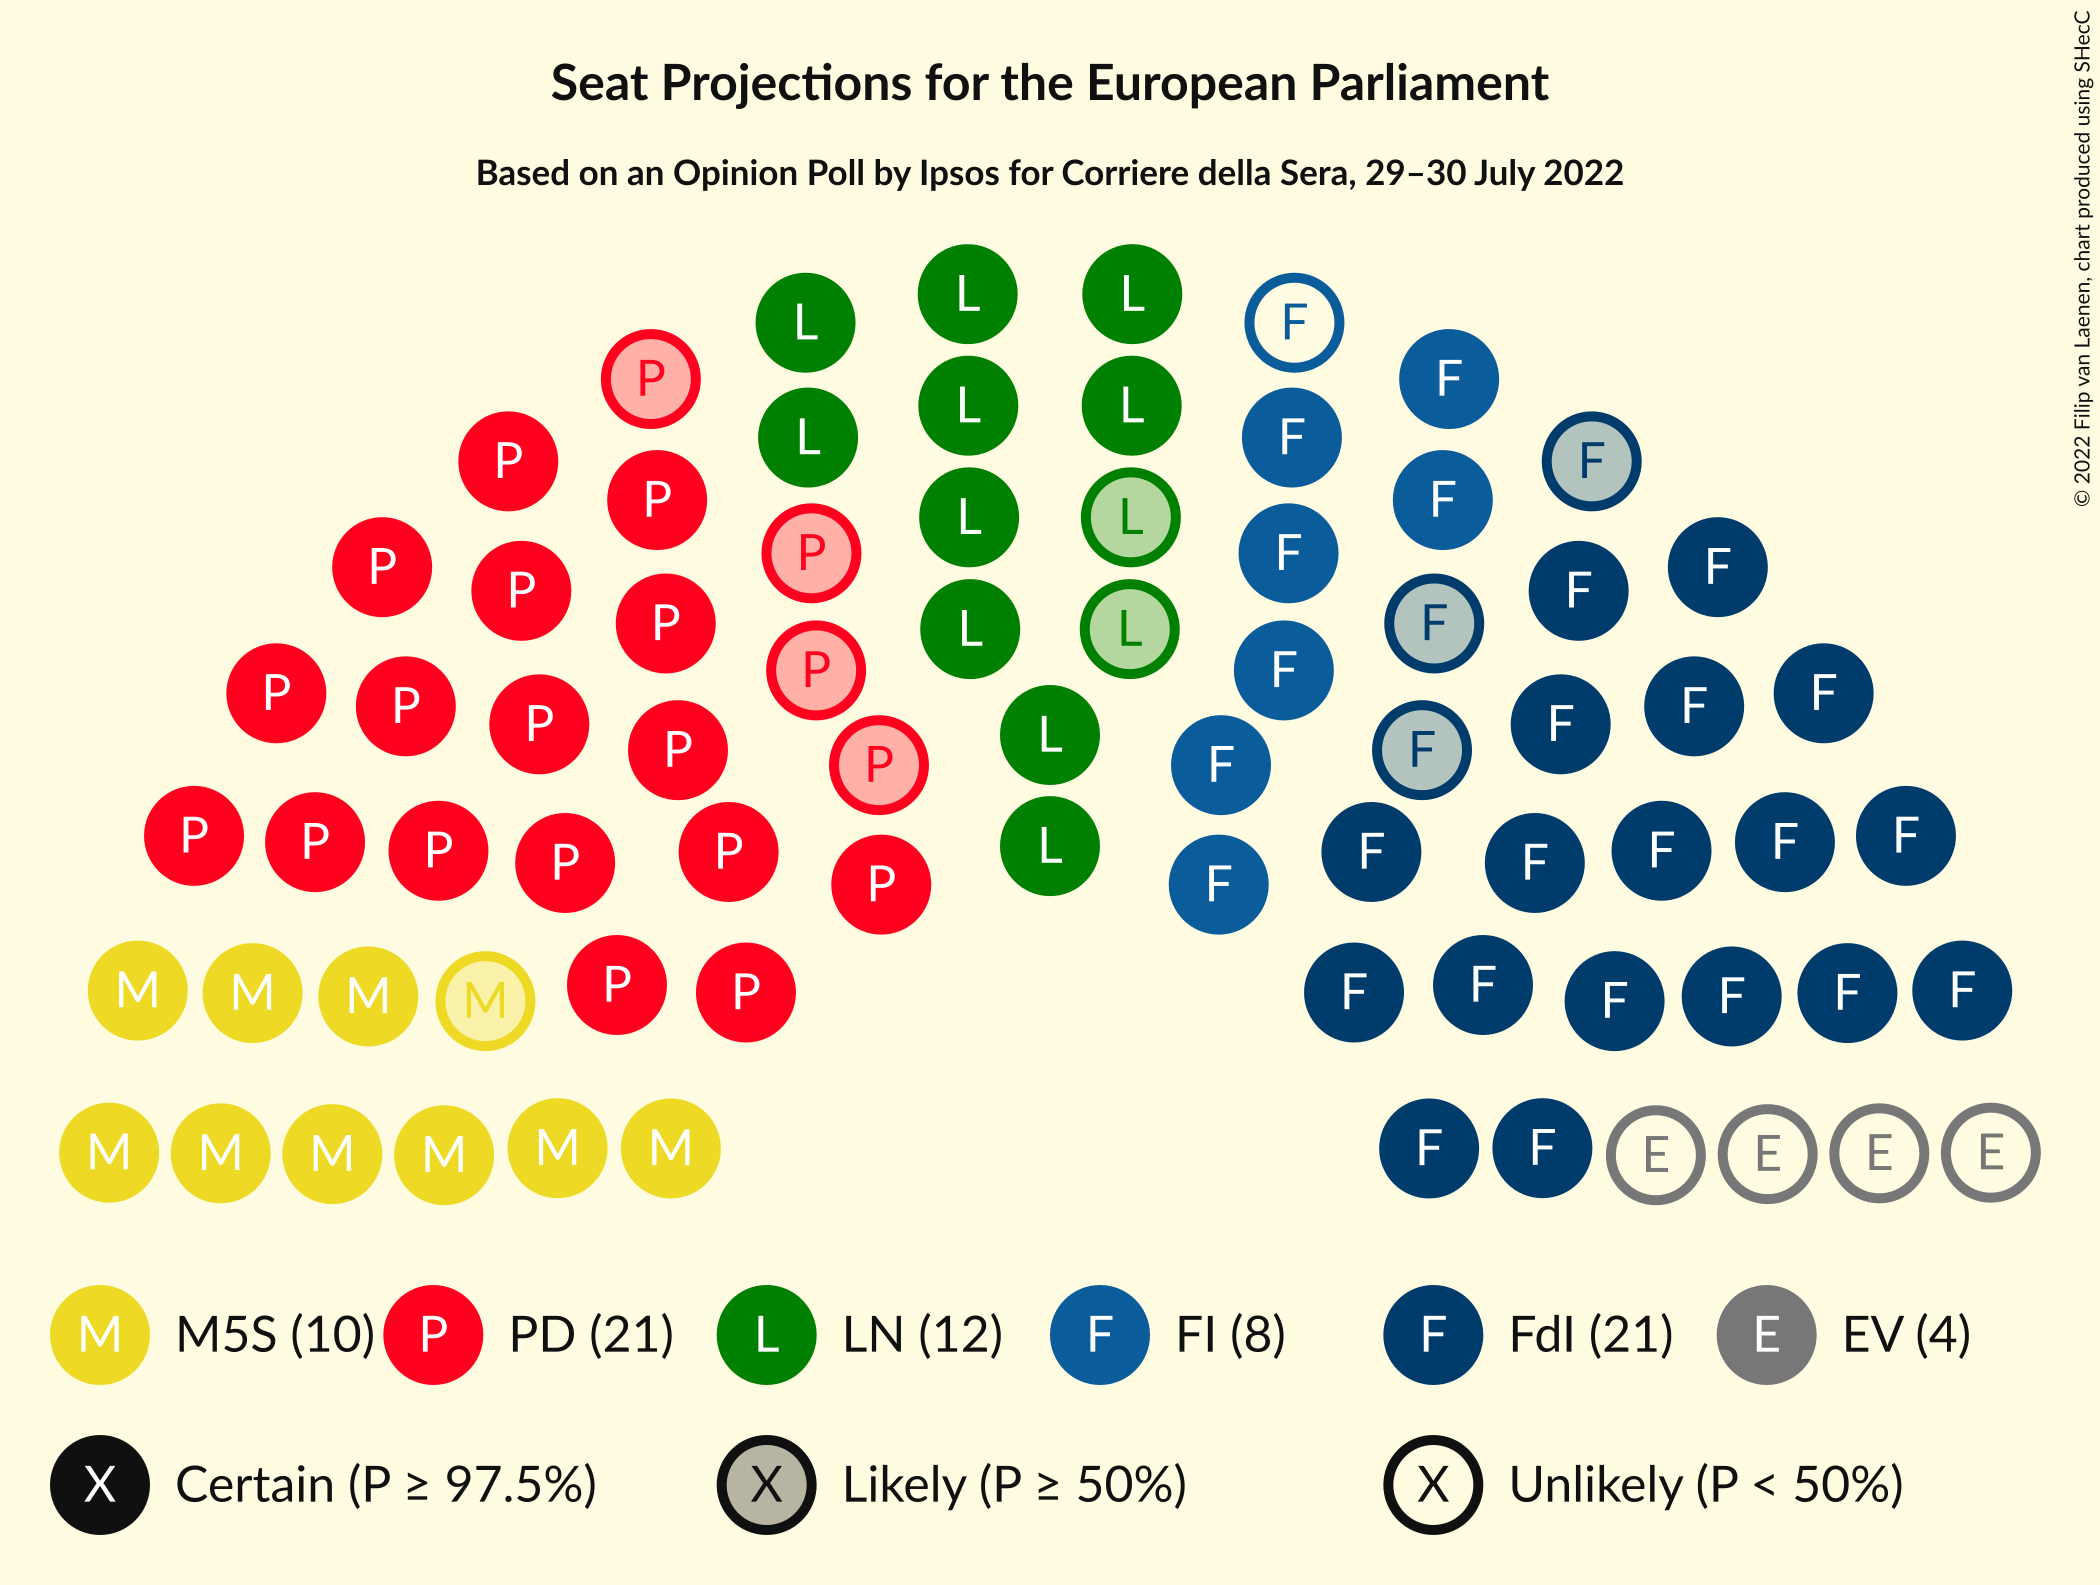 Seat Projections for the European Parliament
Based on an Opinion Poll by Ipsos for Corriere della Sera, 29–30 July 2022
© 2022 Filip van Laenen, chart produced using SHecC
L L
L F
P F
L L
P F
L F
P P F F
L L
P F
P F
P P F F
P F
L L
P F
P F
P P P F F F
P F
L
P F
P P P P L F F F F
P P F F
M M M M P P F F F F F F
M M M M M M F F E E E E
M M5S (10) P PD (21) L LN (12) F FI (8) F FdI (21) E EV (4)
X Certain (P ≥ 97.5%) X Likely (P ≥ 50%) X Unlikely (P < 50%)